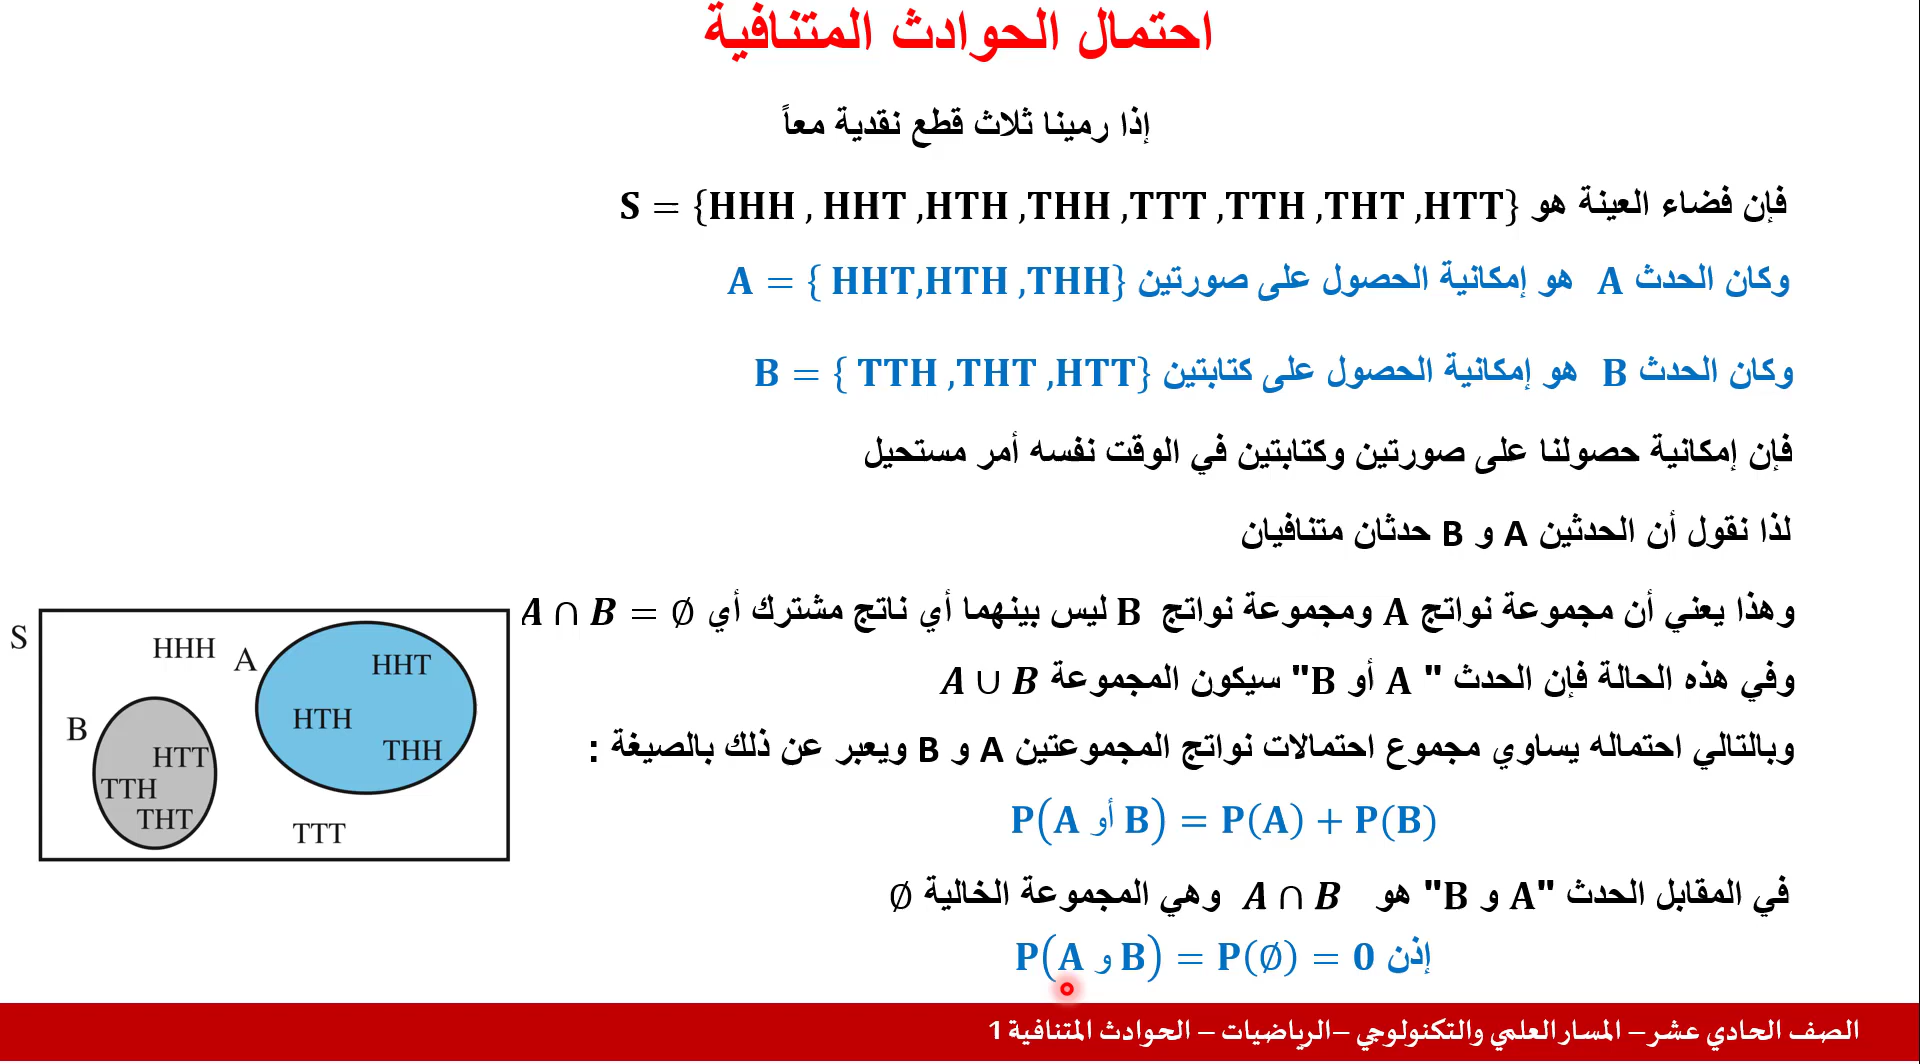 احتمال الحوادث المتنافية
إذا رمينا ثلاث قطع نقدية معاً
فإن فضاء العينة هو S = {HHH , HHT ,HTH ,THH ,TTT ,TTH ,THT ,HTT}
وكان الحدث A هو إمكانية الحصول على صورتين A = { HHT,HTH ,THH}
وكان الحدث B هو إمكانية الحصول على كتابتين B = { TTH ,THT ,HTT}
فإن إمكانية حصولنا على صورتين وكتابتين في الوقت نفسه أمر مستحيل
لذا نقول أن الحدثين A و B حدثان متنافيان
وهذا يعني أن مجموعة نواتج A ومجموعة نواتج B ليس بينهما أي ناتج مشترك أي A ∩ B = ∅
وفي هذه الحالة فإن الحدث " A أو B" سيكون المجموعة A ∪ B
وبالتالي احتماله يساوي مجموع احتمالات نواتج المجموعتين A و B ويعبر عن ذلك بالصيغة :
P(A أو B) = P(A) + P(B)
في المقابل الحدث "A و B" هو A ∩ B وهي المجموعة الخالية ∅
إذن P(A و B) = P(∅) = 0
S
HHH
A
HHT
HTH
THH
B
HTT
TTH
THT
TTT
الصف الحادي عشر – المسار العلمي والتكنولوجي –الرياضيات – الحوادث المتنافية 1